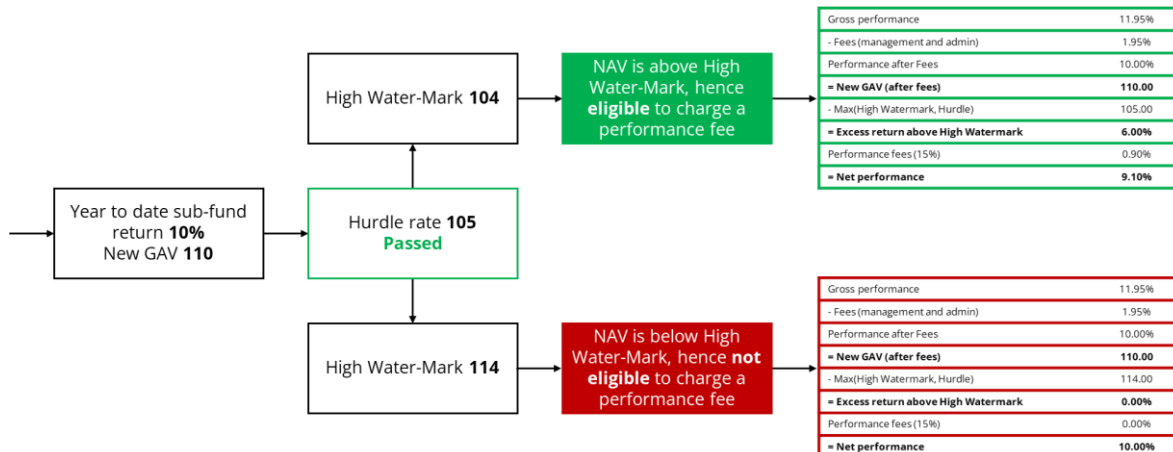 Year to date sub-fund
return 10%
New GAV 110
Hurdle rate 105
Passed
High Water-Mark 104
NAV is above High
Water-Mark, hence
eligible to charge a
performance fee
Gross performance 11.95%
- Fees (management and admin) 1.95%
Performance after Fees 10.00%
= New GAV (after fees) 110.00
- Max(High Watermark, Hurdle) 105.00
= Excess return above High Watermark 6.00%
Performance fees (15%) 0.90%
= Net performance 9.10%
High Water-Mark 114
NAV is below High
Water-Mark, hence not
eligible to charge a
performance fee
Gross performance 11.95%
- Fees (management and admin) 1.95%
Performance after Fees 10.00%
= New GAV (after fees) 110.00
- Max(High Watermark, Hurdle) 114.00
= Excess return above High Watermark 0.00%
Performance fees (15%) 0.00%
= Net performance 10.00%